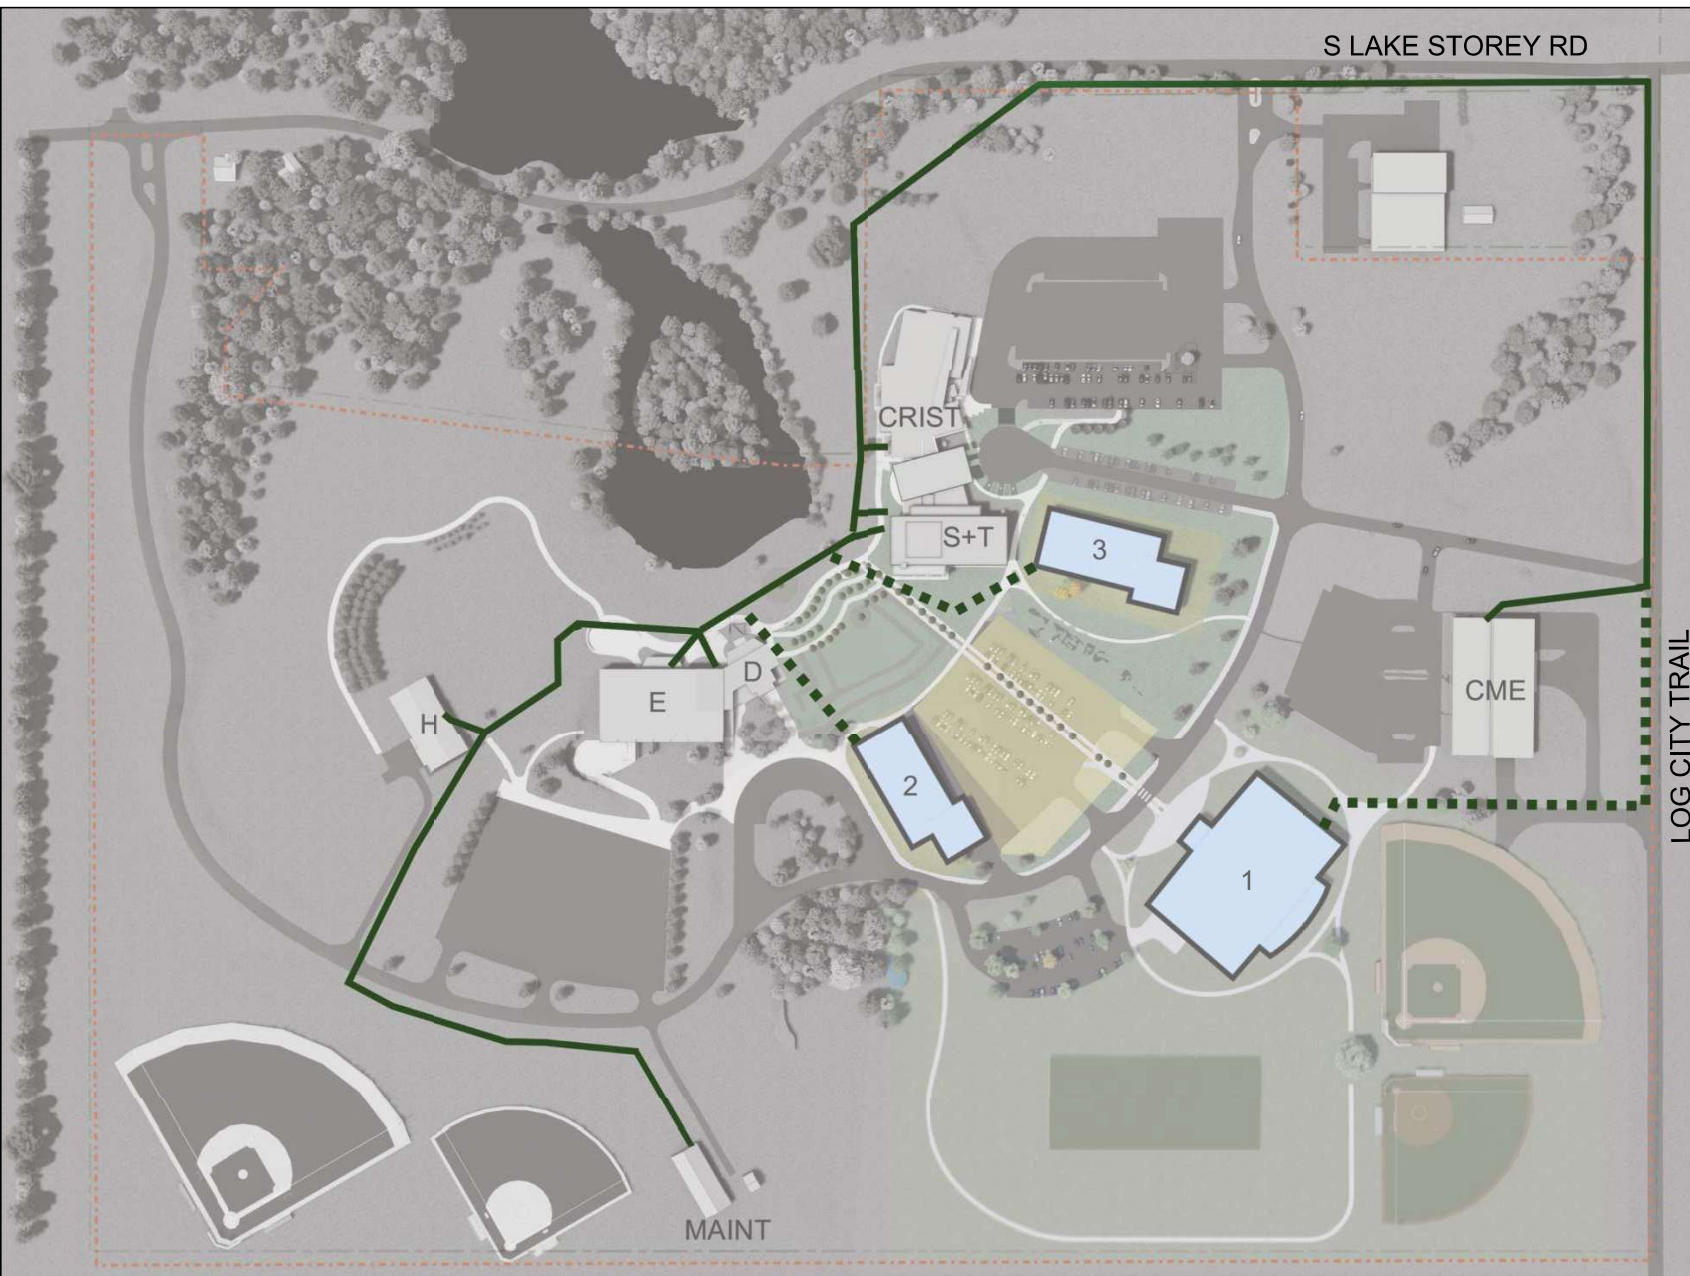 S LAKE STOREY RD
CRIST
S+T
3
E
D
H
CME
LOG CITY TRAIL
2
1
MAINT